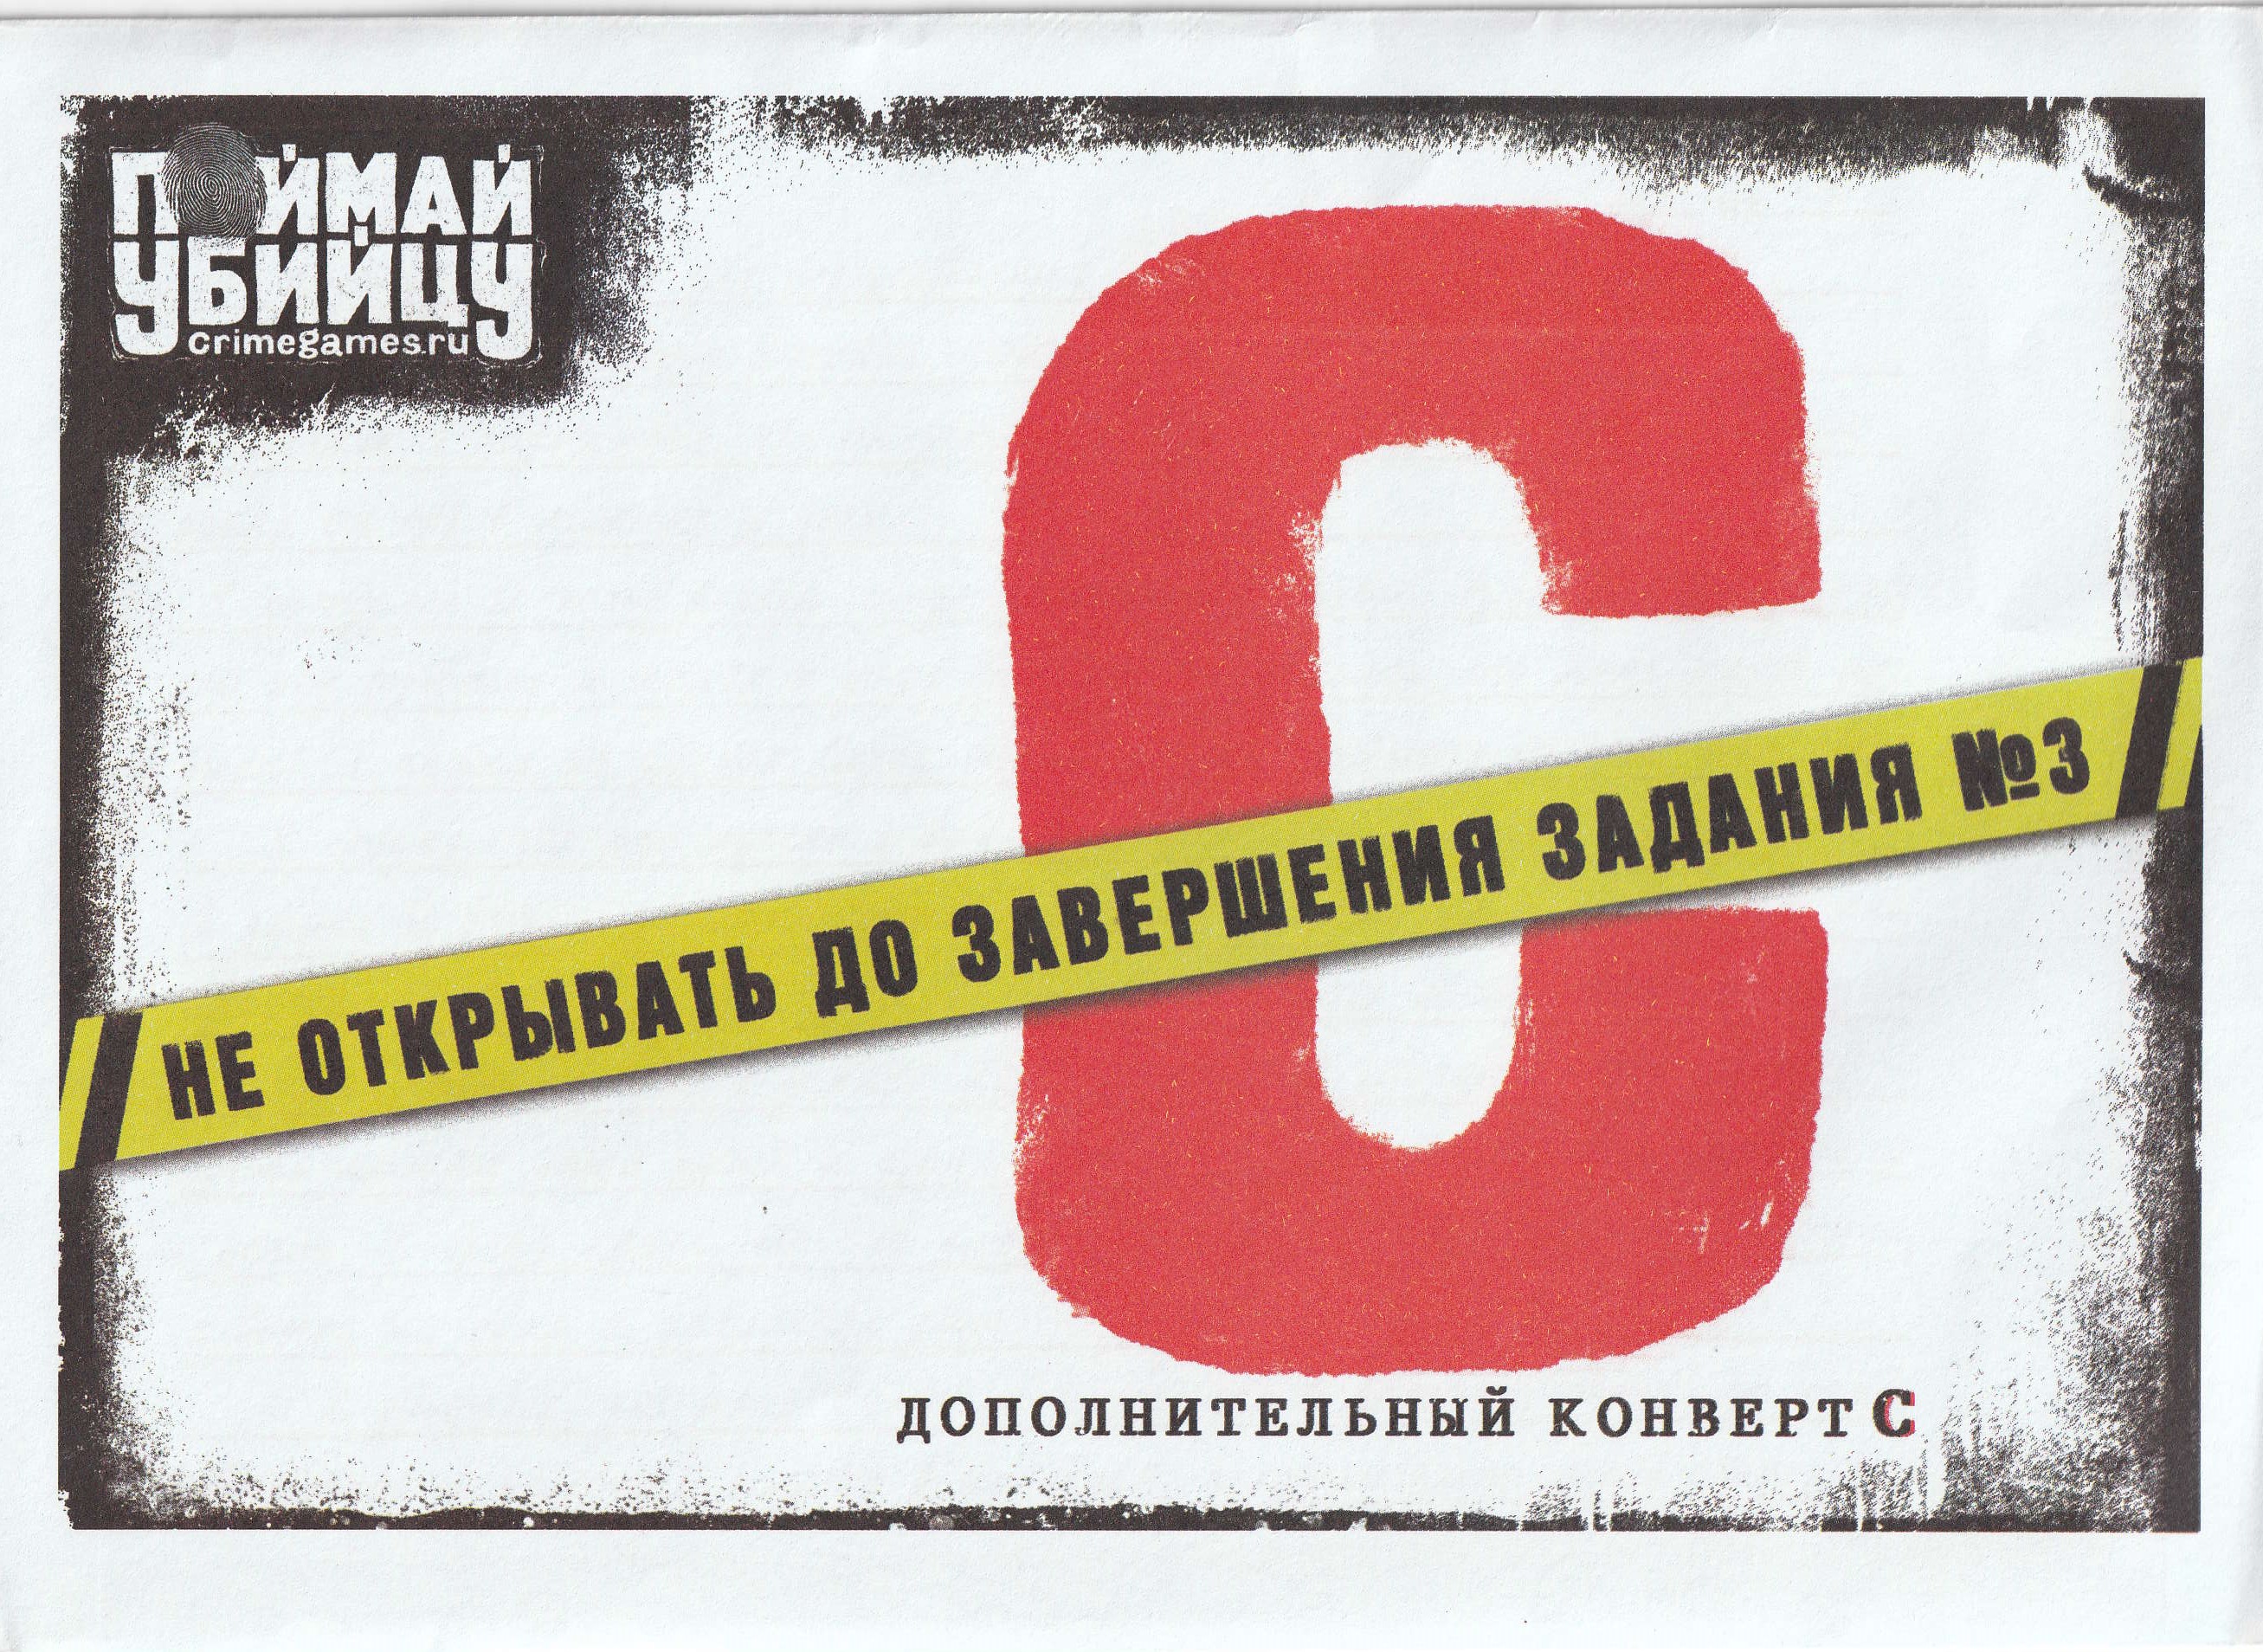 ПОЙМАЙ
УБИЙЦУ
crimegames.ru
С
НЕ ОТКРЫВАТЬ ДО ЗАВЕРШЕНИЯ ЗАДАНИЯ №3
ДОПОЛНИТЕЛЬНЫЙ КОНВЕРТ С